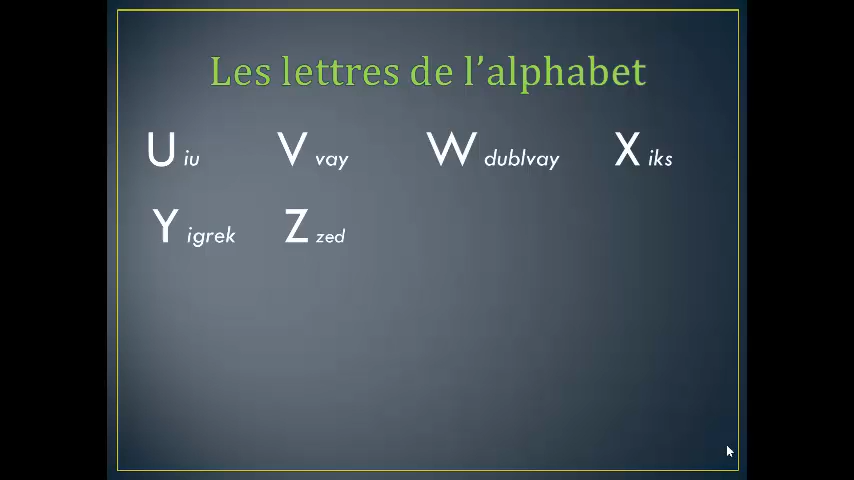 Les lettres de l'alphabet
U iu V vay W dublvay X iks
Y igrek Z zed